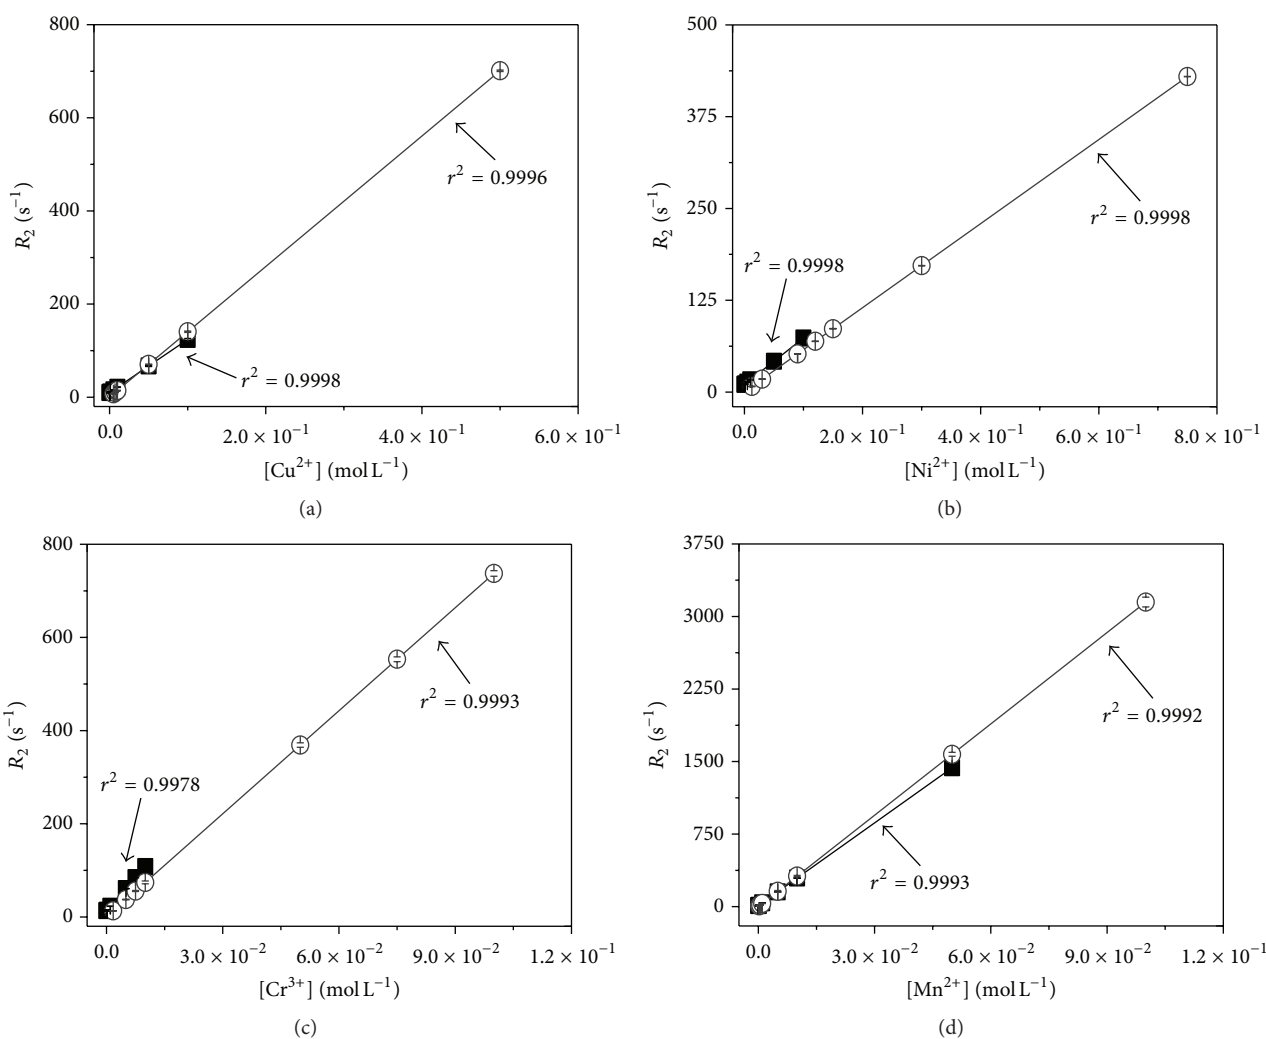 800
600
400
200
0
R₂ (s⁻¹)
r² = 0.9996
r² = 0.9998
0.0
2.0 × 10⁻¹
4.0 × 10⁻¹
6.0 × 10⁻¹
[Cu²⁺] (mol L⁻¹)
(a)
500
375
250
125
0
R₂ (s⁻¹)
r² = 0.9998
r² = 0.9998
0.0
2.0 × 10⁻¹
4.0 × 10⁻¹
6.0 × 10⁻¹
8.0 × 10⁻¹
[Ni²⁺] (mol L⁻¹)
(b)
800
600
400
200
0
R₂ (s⁻¹)
r² = 0.9993
r² = 0.9978
0.0
3.0 × 10⁻²
6.0 × 10⁻²
9.0 × 10⁻²
1.2 × 10⁻¹
[Cr³⁺] (mol L⁻¹)
(c)
3750
3000
2250
1500
750
0
R₂ (s⁻¹)
r² = 0.9992
r² = 0.9993
0.0
3.0 × 10⁻²
6.0 × 10⁻²
9.0 × 10⁻²
1.2 × 10⁻¹
[Mn²⁺] (mol L⁻¹)
(d)